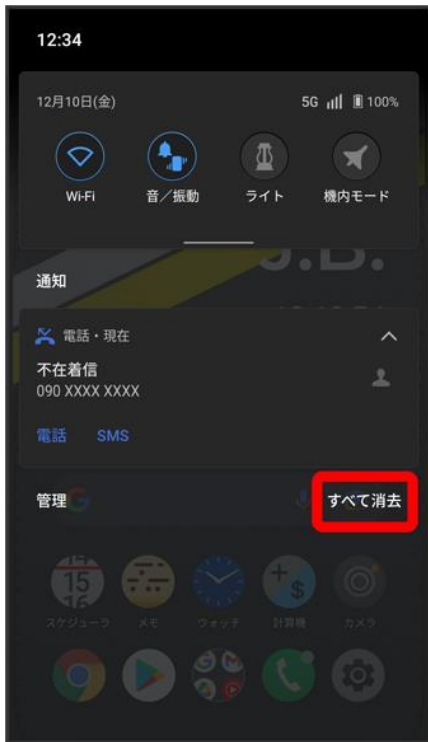 12:34
12月10日(金) 5G 100%
Wi-Fi 音／振動 ライト 機内モード
J.B.
通知
電話・現在
不在着信
090 XXXX XXXX
電話 SMS
管理 すべて消去
14
15
16
スケジューラ メモ ウォッチ 計算機 カメラ